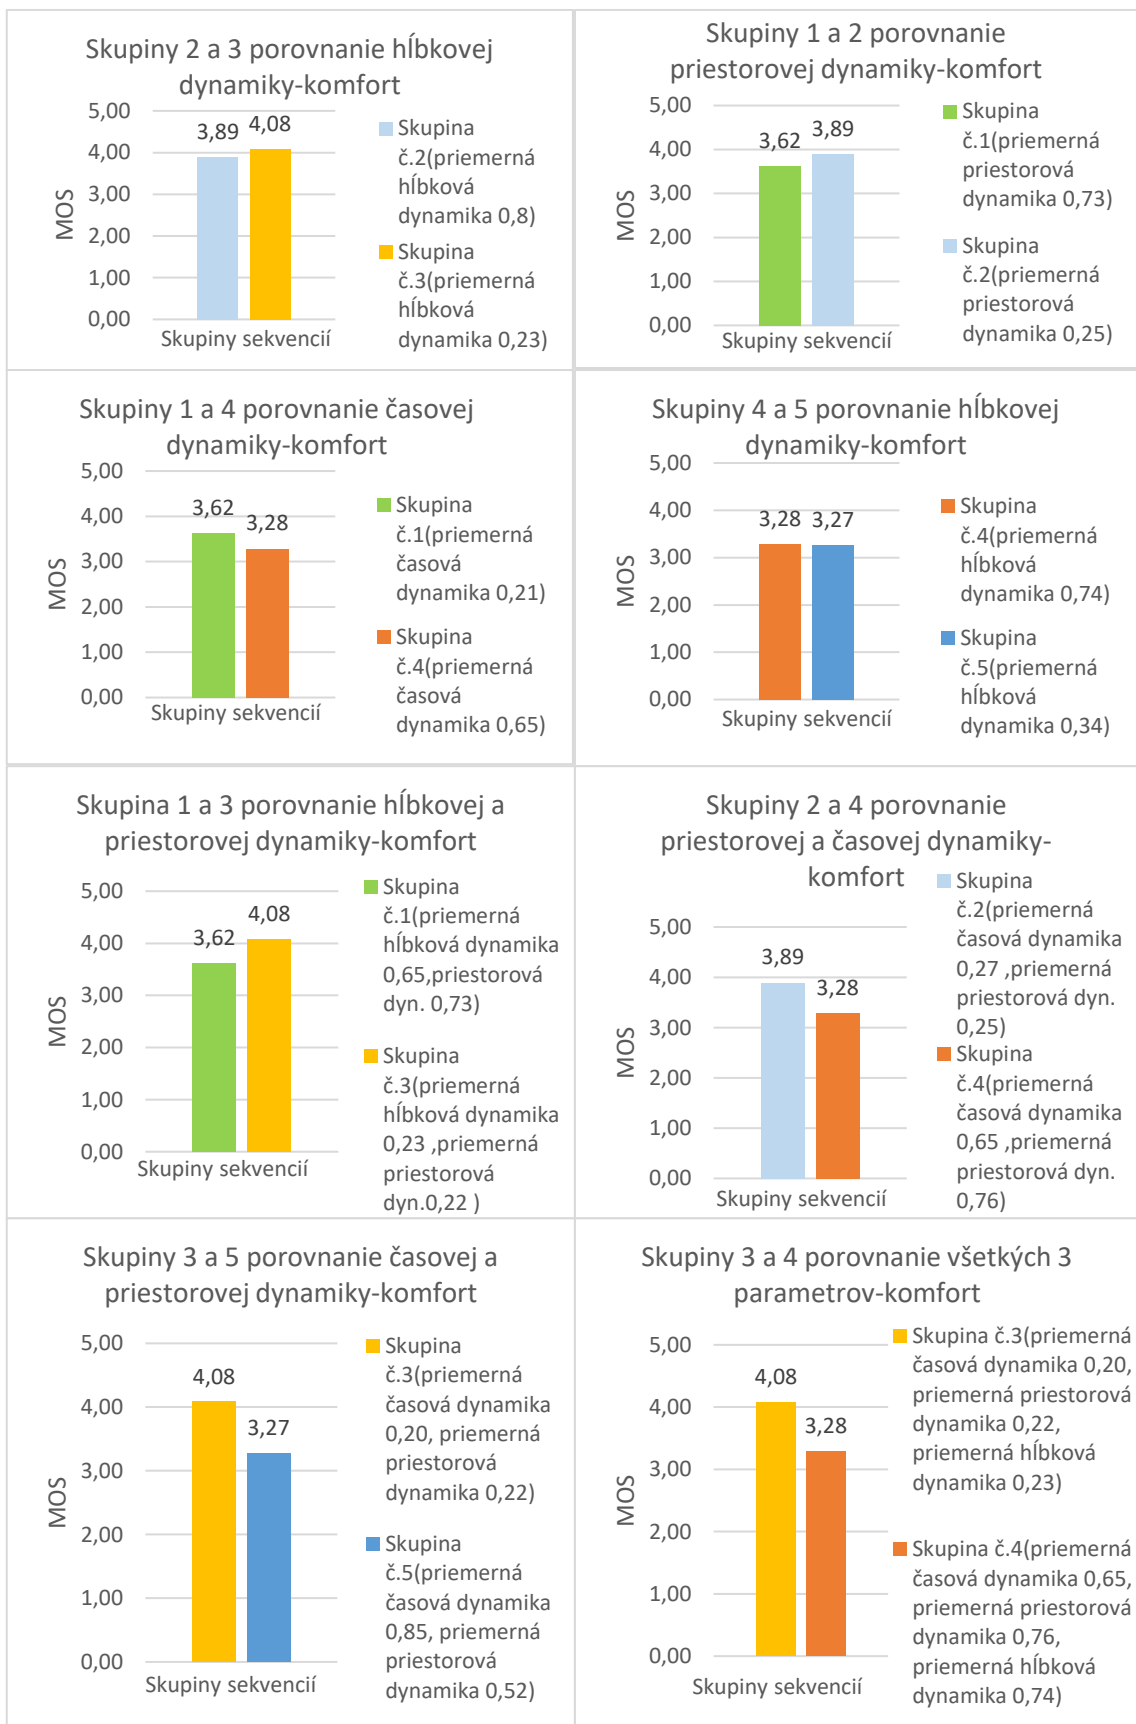 Skupiny 2 a 3 porovnanie hĺbkovej
dynamiky-komfort
5,00
4,00
3,00
2,00
1,00
0,00
MOS
3,89
4,08
Skupiny sekvencií
Skupina
č.2(priemerná
hĺbková
dynamika 0,8)
Skupina
č.3(priemerná
hĺbková
dynamika 0,23)
Skupiny 1 a 2 porovnanie
priestorovej dynamiky-komfort
5,00
4,00
3,00
2,00
1,00
0,00
MOS
3,62
3,89
Skupiny sekvencií
Skupina
č.1(priemerná
priestorová
dynamika 0,73)
Skupina
č.2(priemerná
priestorová
dynamika 0,25)
Skupiny 1 a 4 porovnanie časovej
dynamiky-komfort
5,00
4,00
3,00
2,00
1,00
0,00
MOS
3,62
3,28
Skupiny sekvencií
Skupina
č.1(priemerná
časová
dynamika 0,21)
Skupina
č.4(priemerná
časová
dynamika 0,65)
Skupiny 4 a 5 porovnanie hĺbkovej
dynamiky-komfort
5,00
4,00
3,00
2,00
1,00
0,00
MOS
3,28
3,27
Skupiny sekvencií
Skupina
č.4(priemerná
hĺbková
dynamika 0,74)
Skupina
č.5(priemerná
hĺbková
dynamika 0,34)
Skupina 1 a 3 porovnanie hĺbkovej a
priestorovej dynamiky-komfort
5,00
4,00
3,00
2,00
1,00
0,00
MOS
3,62
4,08
Skupiny sekvencií
Skupina
č.1(priemerná
hĺbková dynamika
0,65,priestorová
dyn. 0,73)
Skupina
č.3(priemerná
hĺbková dynamika
0,23 ,priemerná
priestorová
dyn.0,22 )
Skupiny 2 a 4 porovnanie
priestorovej a časovej dynamiky-
komfort
5,00
4,00
3,00
2,00
1,00
0,00
MOS
3,89
3,28
Skupiny sekvencií
Skupina
č.2(priemerná
časová dynamika
0,27 ,priemerná
priestorová dyn.
0,25)
Skupina
č.4(priemerná
časová dynamika
0,65 ,priemerná
priestorová dyn.
0,76)
Skupiny 3 a 5 porovnanie časovej a
priestorovej dynamiky-komfort
5,00
4,00
3,00
2,00
1,00
0,00
MOS
4,08
3,27
Skupiny sekvencií
Skupina
č.3(priemerná
časová dynamika
0,20, priemerná
priestorová
dynamika 0,22)
Skupina
č.5(priemerná
časová dynamika
0,85, priemerná
priestorová
dynamika 0,52)
Skupiny 3 a 4 porovnanie všetkých 3
parametrov-komfort
5,00
4,00
3,00
2,00
1,00
0,00
MOS
4,08
3,28
Skupiny sekvencií
Skupina č.3(priemerná
časová dynamika 0,20,
priemerná priestorová
dynamika 0,22,
priemerná hĺbková
dynamika 0,23)
Skupina č.4(priemerná
časová dynamika 0,65,
priemerná priestorová
dynamika 0,76,
priemerná hĺbková
dynamika 0,74)